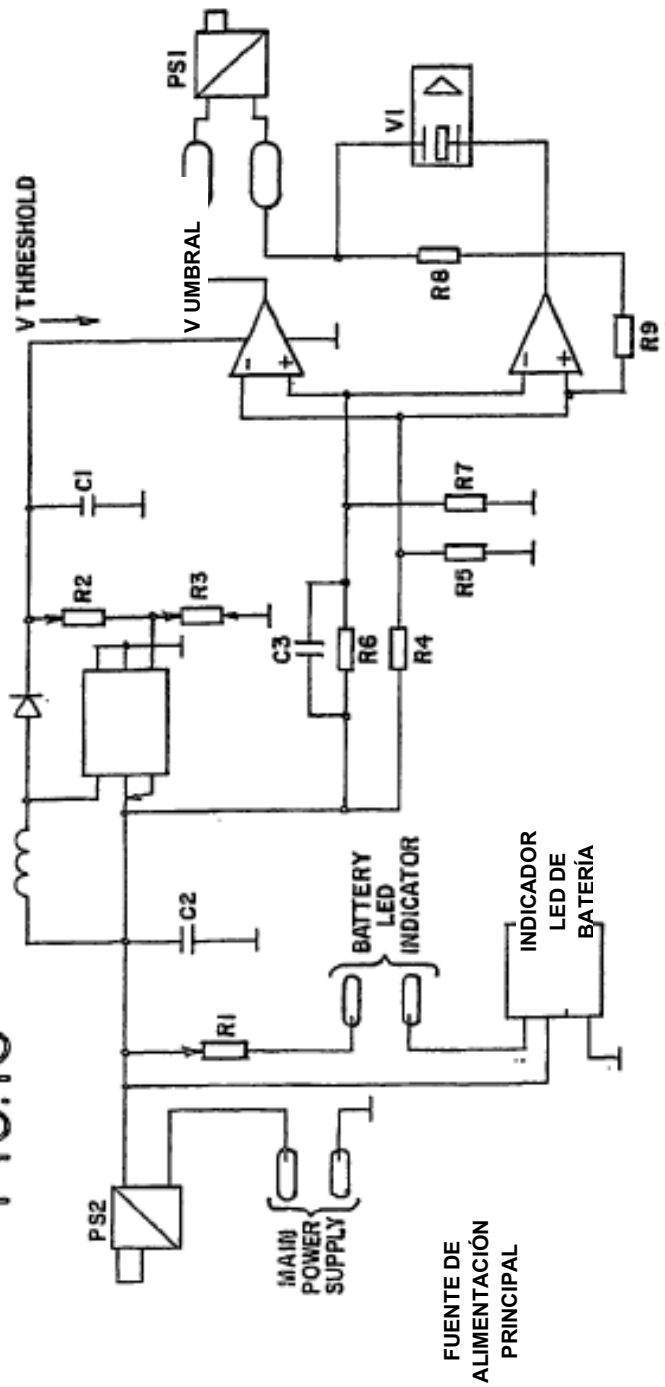 V THRESHOLD
PS1
V UMBRAL
C1
R2
R3
V1
R8
R9
C3
R6
R4
R7
R5
C2
R1
BATTERY
LED
INDICATOR
INDICADOR
LED DE
BATERÍA
PS2
MAIN
POWER
SUPPLY
FUENTE DE
ALIMENTACIÓN
PRINCIPAL